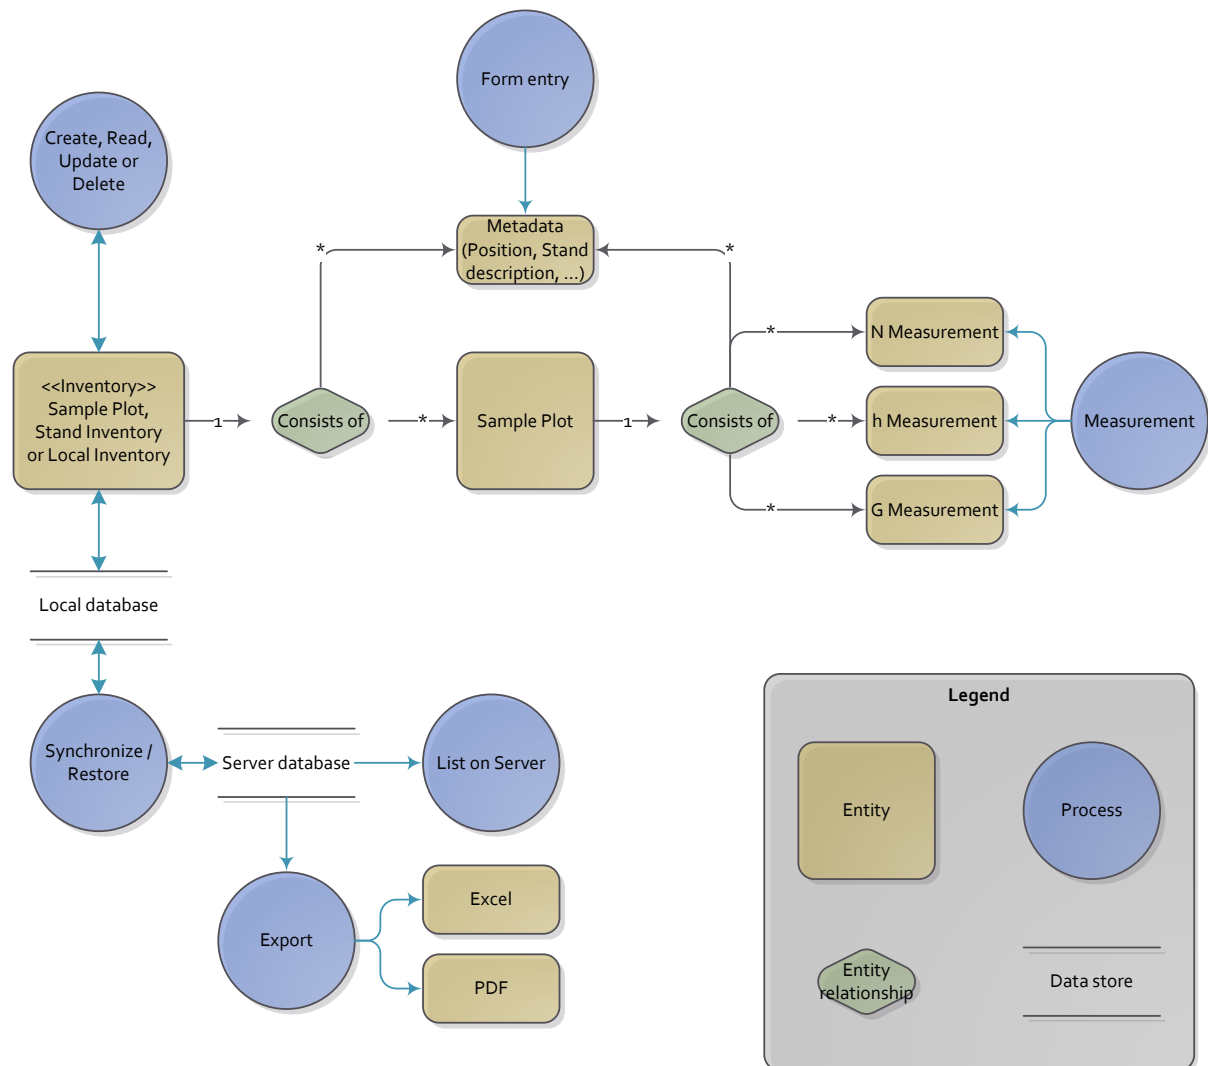 Form entry
Create, Read,
Update or
Delete
Metadata
(Position, Stand
description, ...)
*
*
<<Inventory>>
Sample Plot,
Stand Inventory
or Local Inventory
1
Consists of
*
Sample Plot
1
Consists of
*
N Measurement
*
h Measurement
*
G Measurement
Measurement
Local database
Synchronize /
Restore
Server database
List on Server
Export
Excel
PDF
Legend
Entity
Process
Entity
relationship
Data store